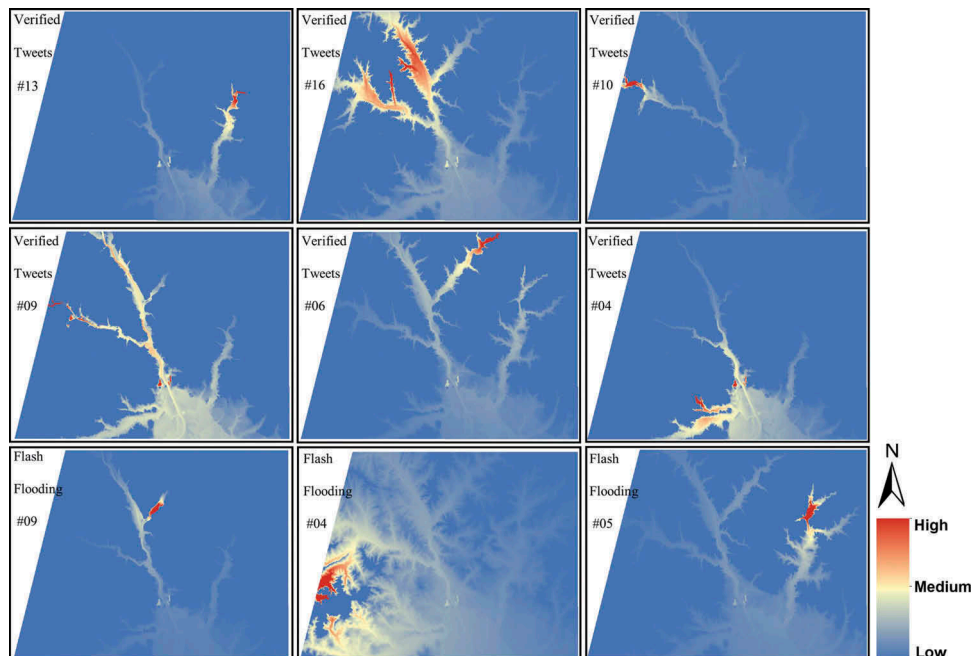 Verified
Tweets
#13
Verified
Tweets
#16
Verified
Tweets
#10
Verified
Tweets
#09
Verified
Tweets
#06
Verified
Tweets
#04
Flash
Flooding
#09
Flash
Flooding
#04
Flash
Flooding
#05
N
High
Medium
Low